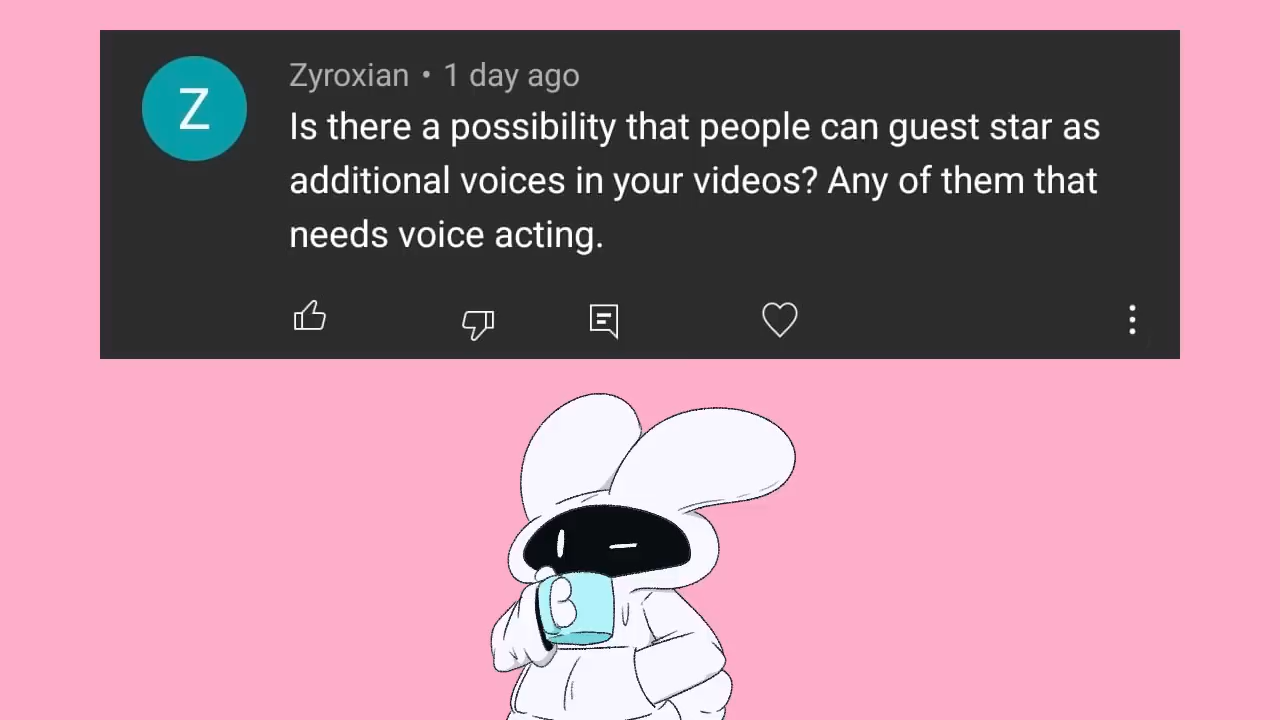 Z
Zyroxian • 1 day ago
Is there a possibility that people can guest star as
additional voices in your videos? Any of them that
needs voice acting.